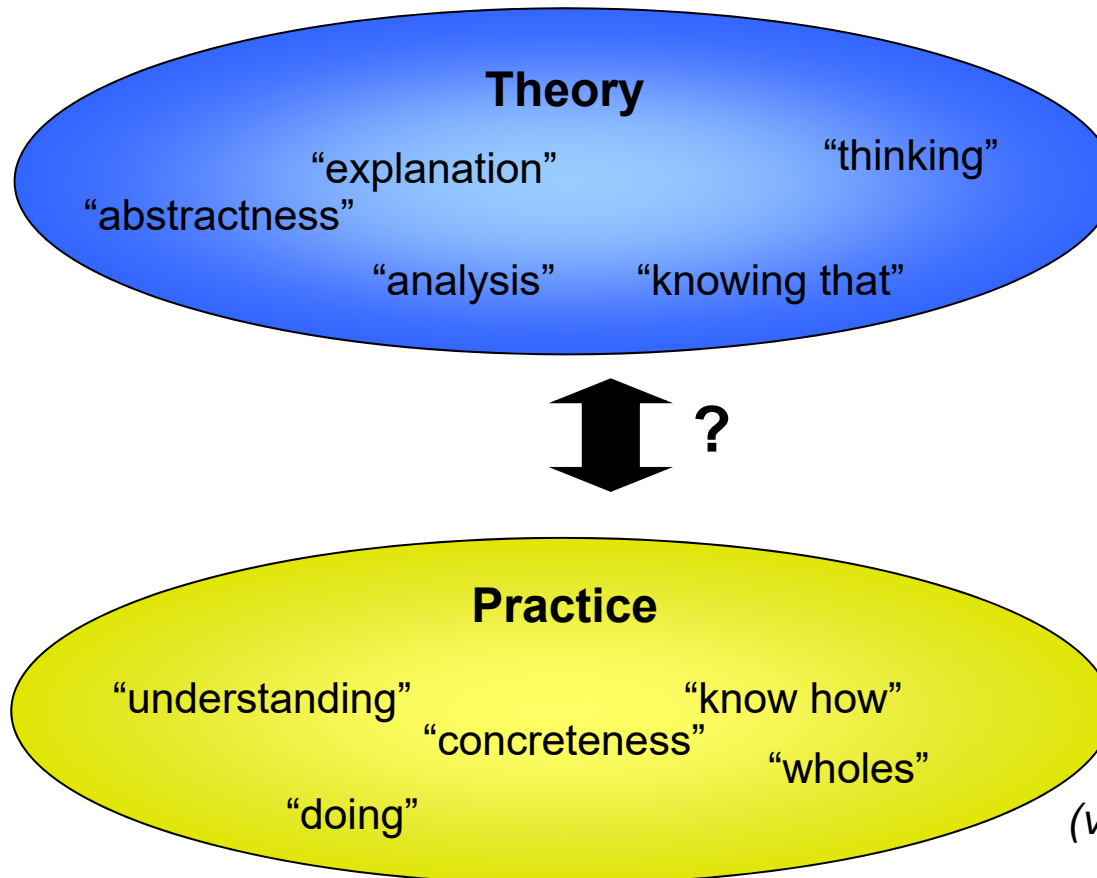 Theory
“explanation”
“thinking”
“abstractness”
“analysis” “knowing that”
?
Practice
“understanding” “know how”
“concreteness”
“wholes”
“doing”
(v